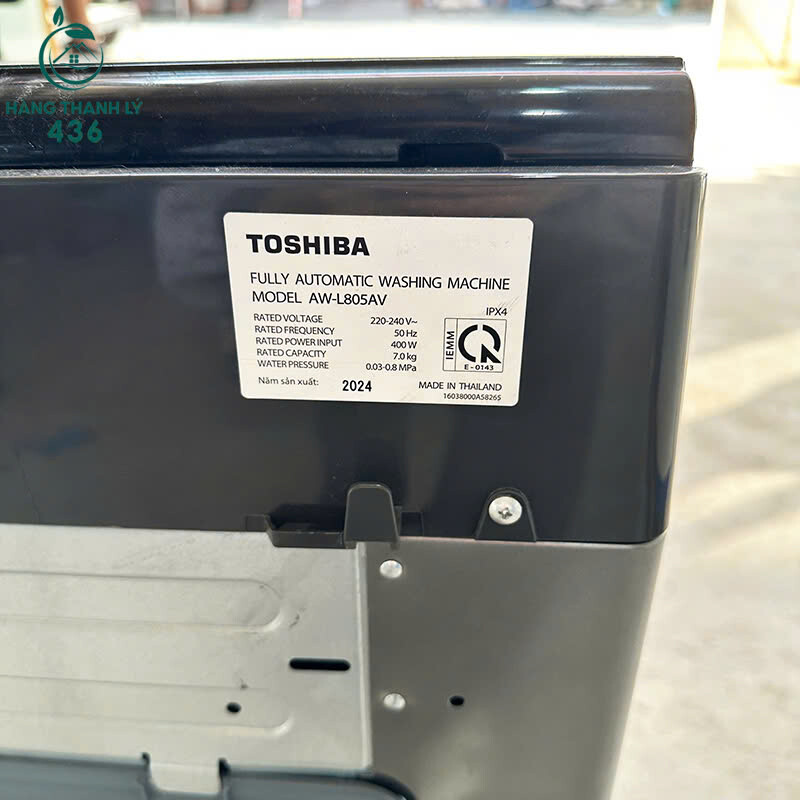 HÀNG THANH LÝ
436
TOSHIBA
FULLY AUTOMATIC WASHING MACHINE
MODEL AW-L805AV
IPX4
RATED VOLTAGE 220-240 V~
RATED FREQUENCY 50 Hz
RATED POWER INPUT 400 W
RATED CAPACITY 7.0 kg
WATER PRESSURE 0.03-0.8 MPa
IEMM
E-0143
Năm sản xuất: 2024
MADE IN THAILAND
16038000A58265